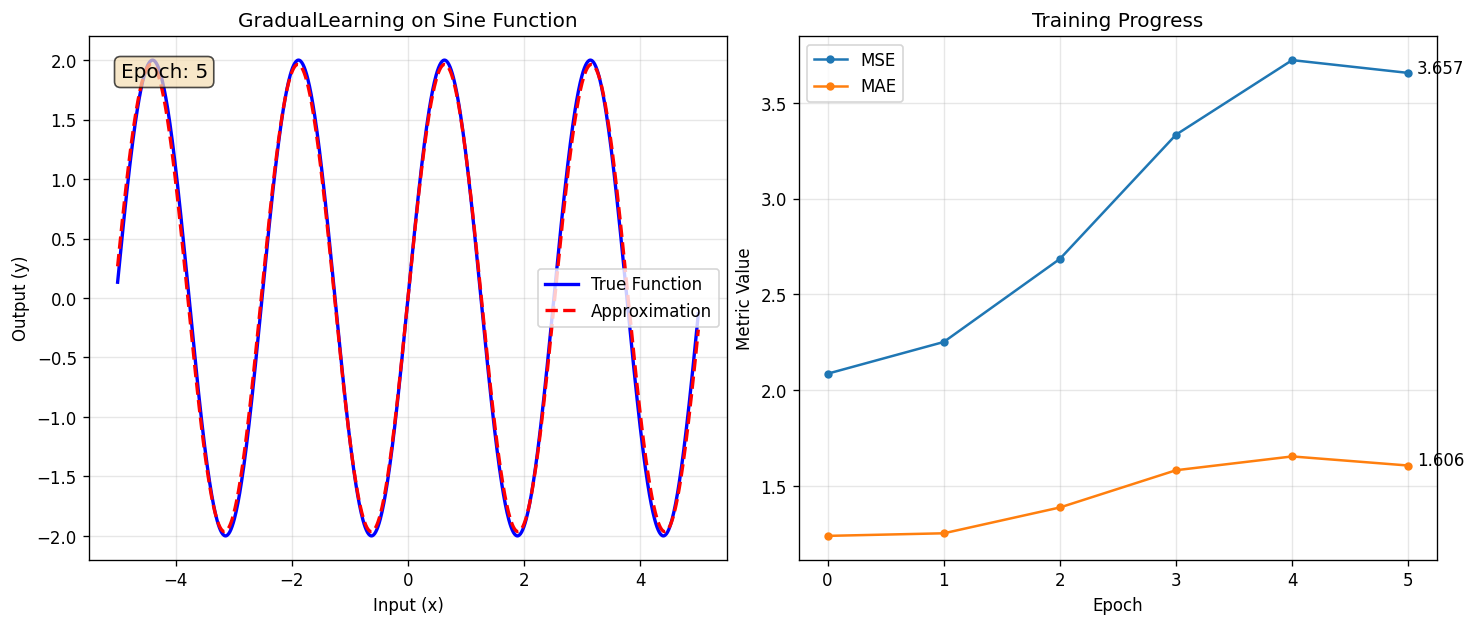 GradualLearning on Sine Function
Epoch: 5
2.0
1.5
1.0
0.5
0.0
−0.5
−1.0
−1.5
−2.0
Output (y)
True Function
Approximation
−4
−2
0
2
4
Input (x)
Training Progress
MSE
MAE
3.657
1.606
3.5
3.0
2.5
2.0
1.5
Metric Value
0
1
2
3
4
5
Epoch